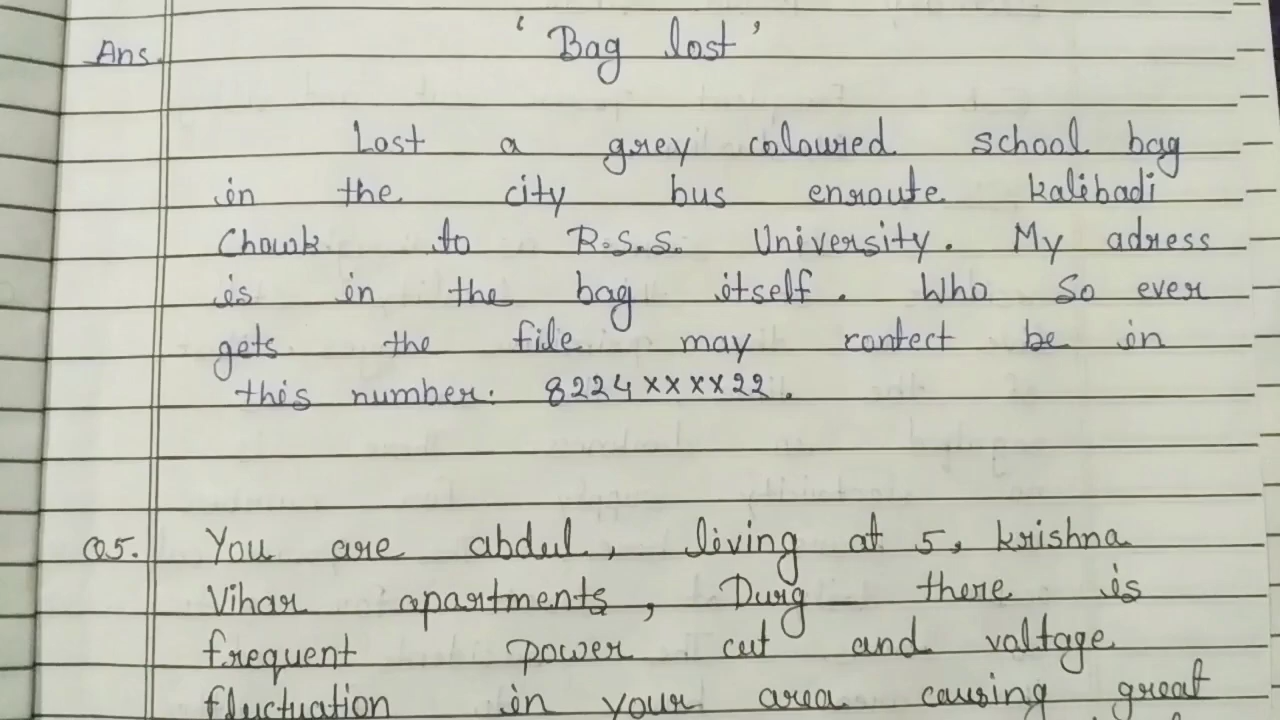 Ans. 'Bag lost'
Lost a grey coloured school bag
in the city bus enroute kalibadi
Chowk to R.S.S. University. My adress
is in the bag itself. Who so ever
gets the file may contect be in
this number. 8224xxxx22.
Q5. You are abdul, living at 5, krishna
Vihar apartments, Durg there is
frequent power cut and voltage
fluctuation in your area causing great